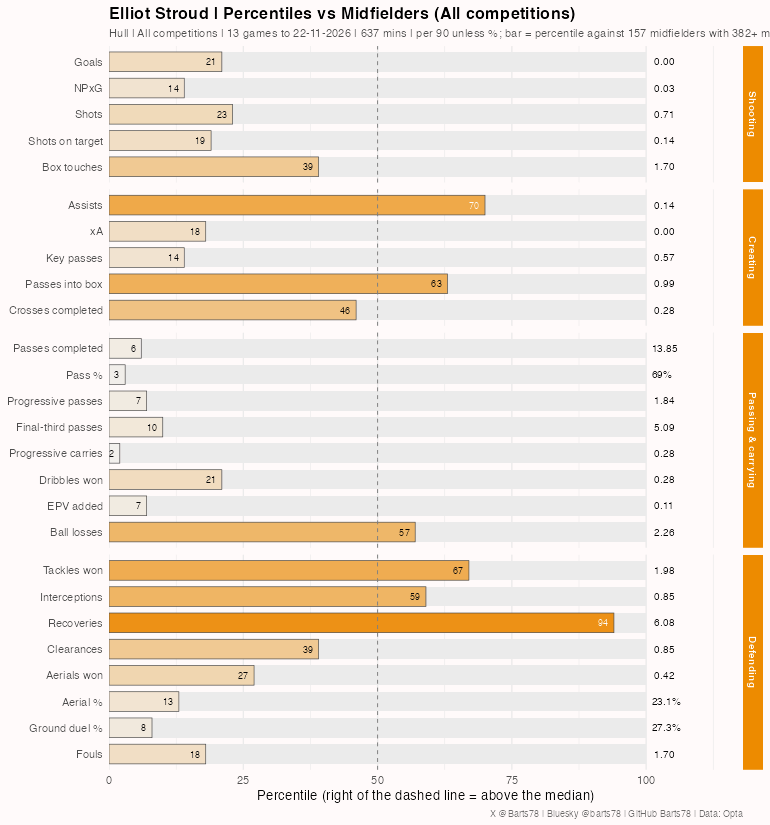 Elliot Stroud | Percentiles vs Midfielders (All competitions)
Hull | All competitions | 13 games to 22-11-2026 | 637 mins | per 90 unless %; bar = percentile against 157 midfielders with 382+ m
Goals 21 0.00
NPxG 14 0.03
Shots 23 0.71
Shots on target 19 0.14
Box touches 39 1.70
Shooting
Assists 70 0.14
xA 18 0.00
Key passes 14 0.57
Passes into box 63 0.99
Crosses completed 46 0.28
Creating
Passes completed 6 13.85
Pass % 3 69%
Progressive passes 7 1.84
Final-third passes 10 5.09
Progressive carries 2 0.28
Dribbles won 21 0.28
EPV added 7 0.11
Ball losses 57 2.26
Passing & carrying
Tackles won 67 1.98
Interceptions 59 0.85
Recoveries 94 6.08
Clearances 39 0.85
Aerials won 27 0.42
Aerial % 13 23.1%
Ground duel % 8 27.3%
Fouls 18 1.70
Defending
0 25 50 75 100
Percentile (right of the dashed line = above the median)
X @Barts78 | Bluesky @barts78 | GitHub Barts78 | Data: Opta